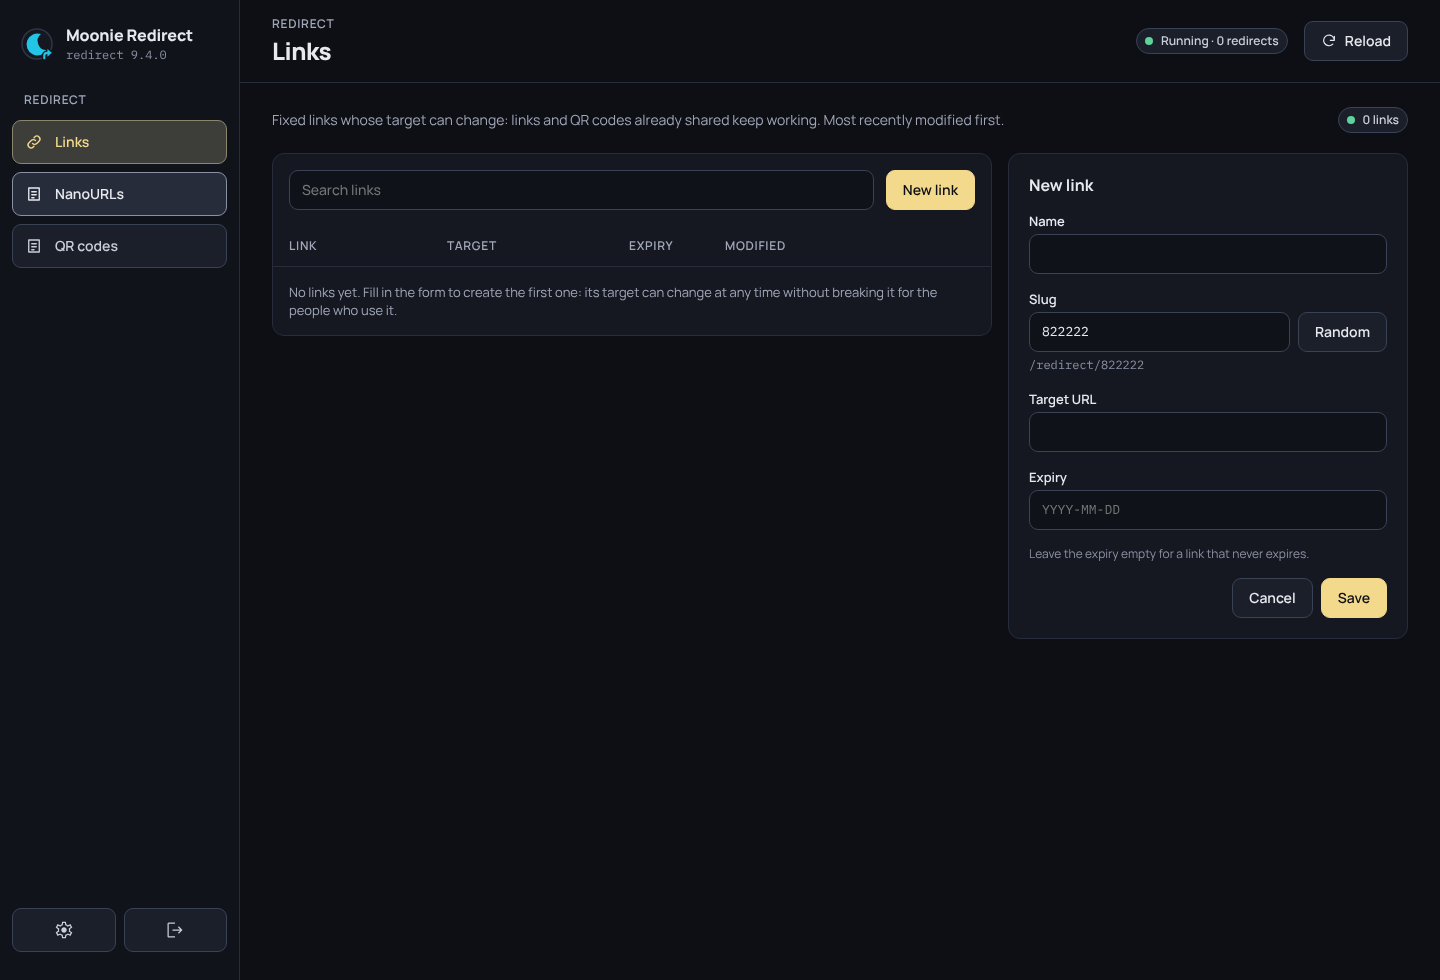 Moonie Redirect
redirect 9.4.0
REDIRECT
Links
NanoURLs
QR codes
REDIRECT
Links
Running · 0 redirects
Reload
Fixed links whose target can change: links and QR codes already shared keep working. Most recently modified first.
0 links
Search links
New link
LINK TARGET EXPIRY MODIFIED
No links yet. Fill in the form to create the first one: its target can change at any time without breaking it for the
people who use it.
New link
Name
Slug
822222
Random
/redirect/822222
Target URL
Expiry
YYYY-MM-DD
Leave the expiry empty for a link that never expires.
Cancel
Save